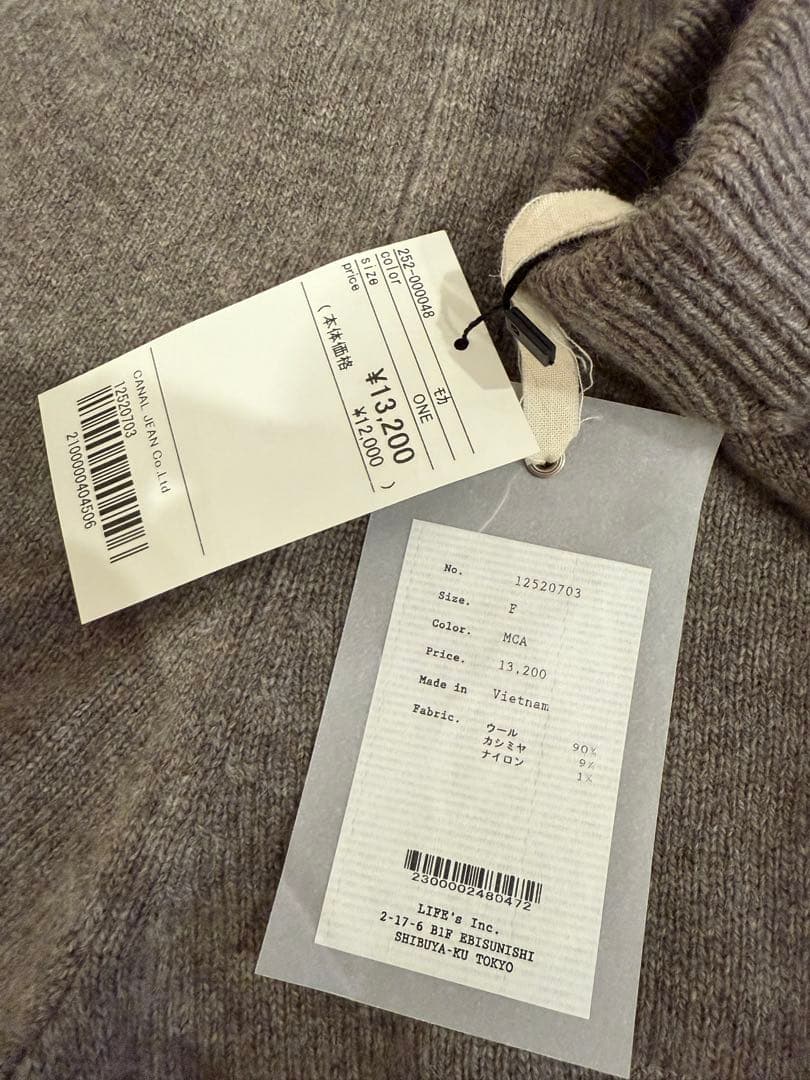 252-000048
color モカ
size ONE
price ¥13,200
(本体価格 ¥12,000 )
CANAL JEAN Co.,Ltd
12520703
2100000404506
No. 12520703
Size. F
Color. MCA
Price. 13,200
Made in Vietnam
Fabric. ウール 90%
カシミヤ 9%
ナイロン 1%
2300002480472
LIFE's Inc.
2-17-6 B1F EBISUNISHI
SHIBUYA-KU TOKYO